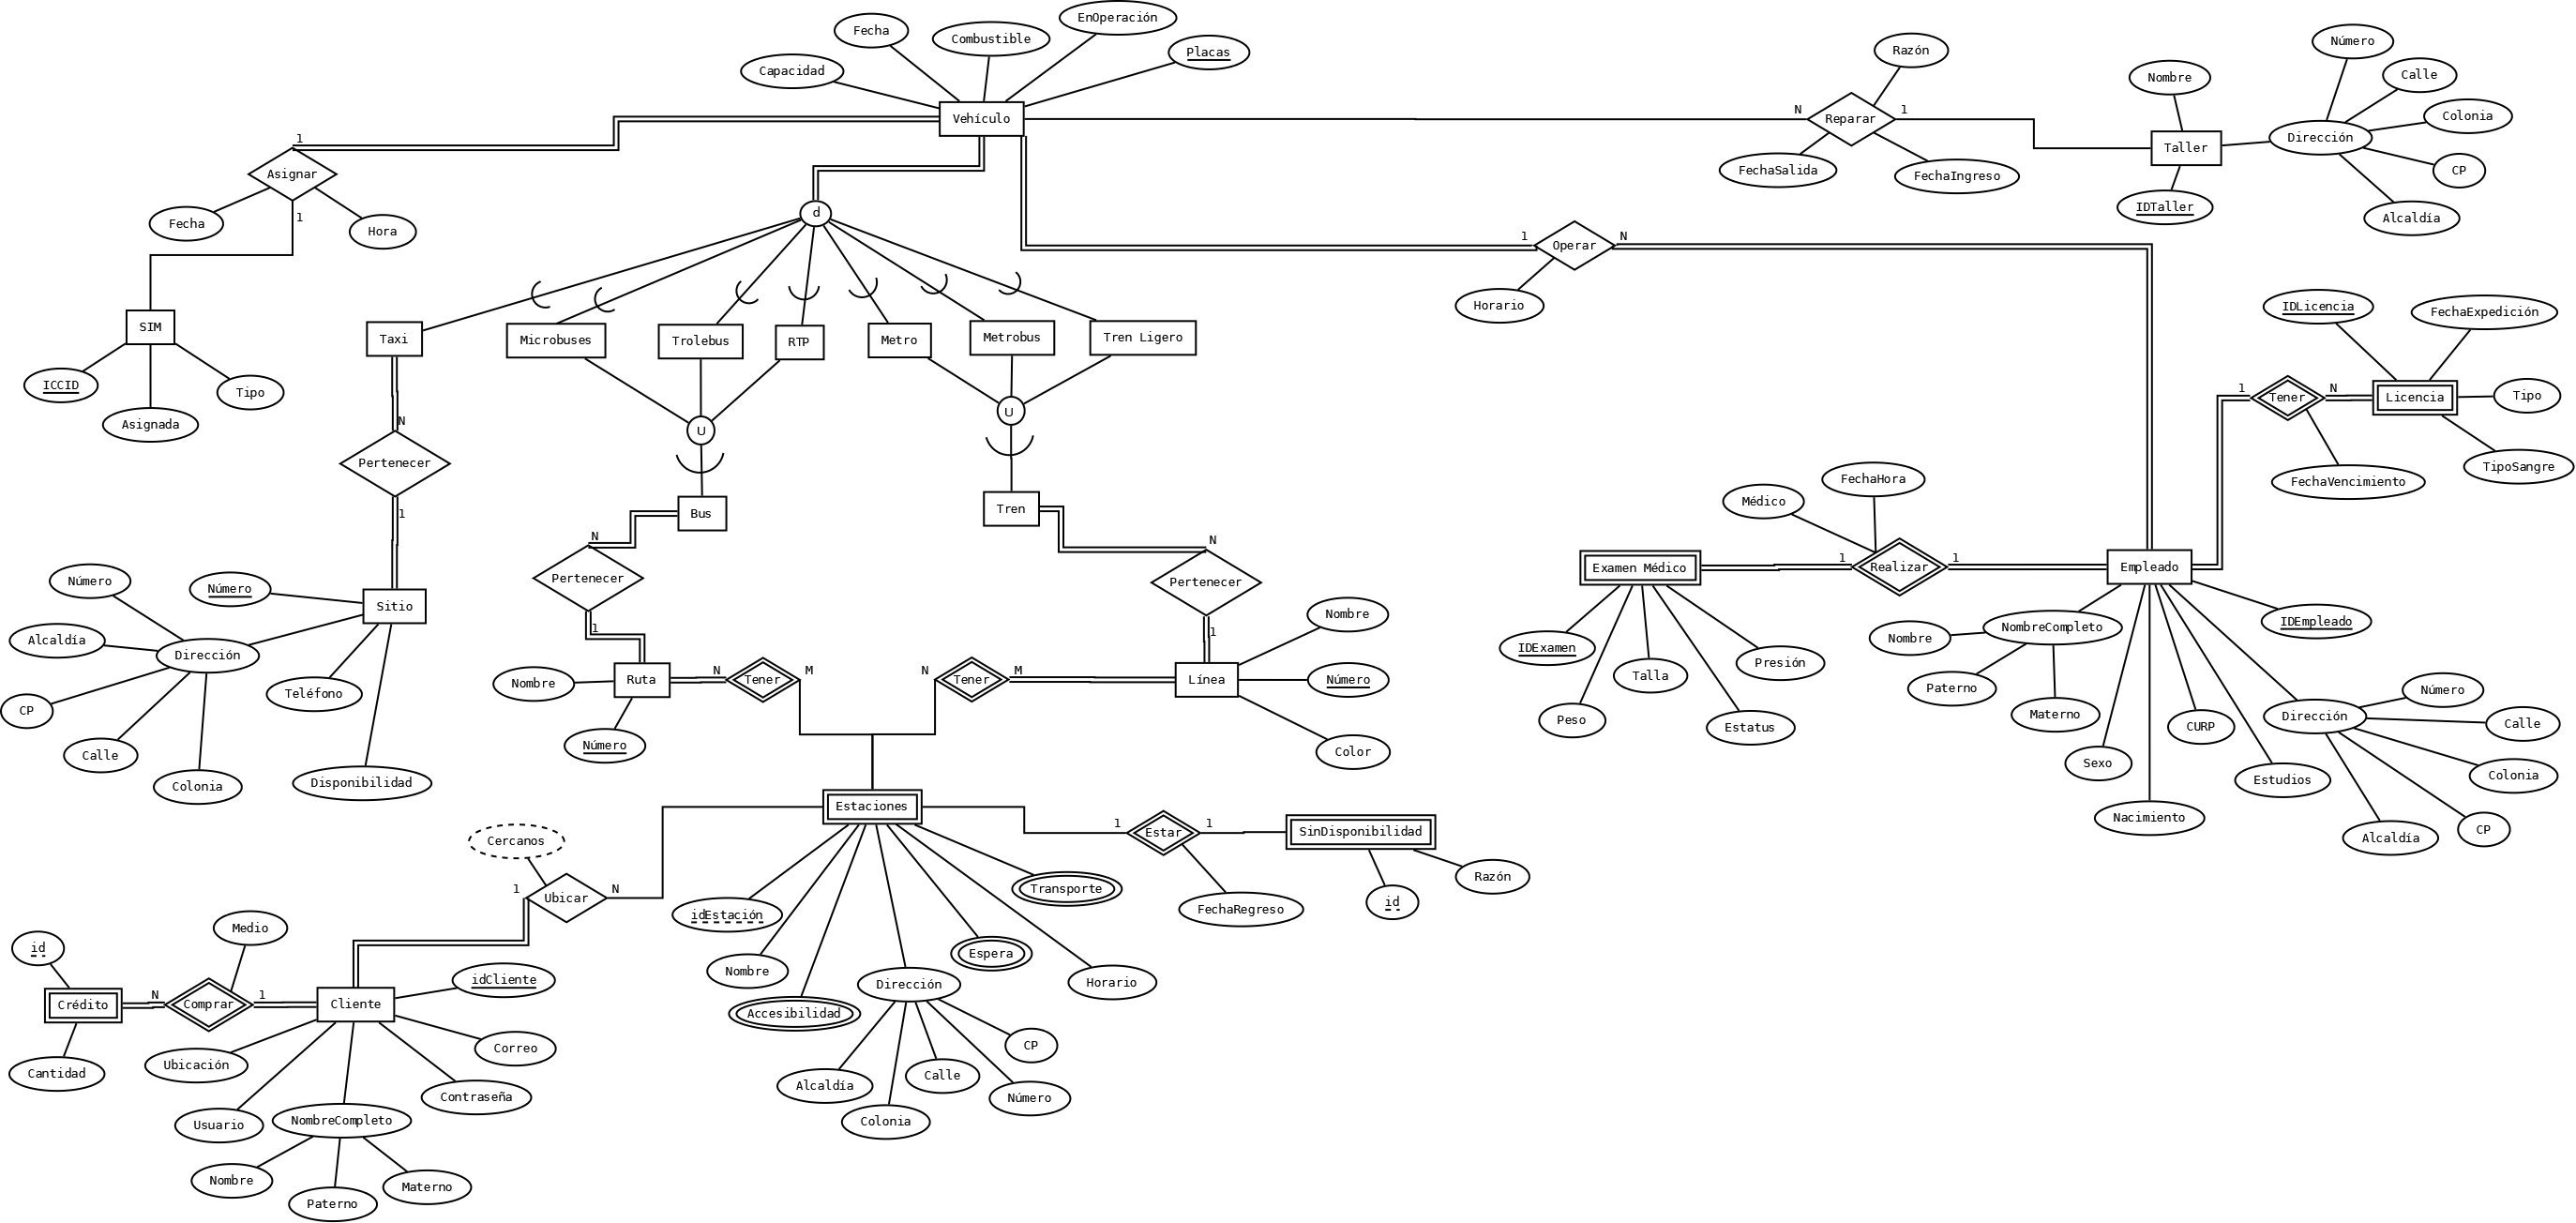 EnOperación
Fecha
Combustible
Placas
Capacidad
Vehículo
Razón
Número
Nombre
Calle
Colonia
Dirección
Taller
CP
IDTaller
Alcaldía
N
Reparar
1
FechaSalida
FechaIngreso
1
Asignar
1
Fecha
Hora
SIM
ICCID
Asignada
Tipo
d
1
Operar
N
Horario
Taxi
Microbuses
Trolebus
RTP
Metro
Metrobus
Tren Ligero
U
U
Bus
Tren
IDLicencia
FechaExpedición
1
Tener
N
Licencia
Tipo
TipoSangre
FechaVencimiento
N
Pertenecer
1
FechaHora
Médico
Examen Médico
1
Realizar
1
Empleado
IDExamen
Peso
Talla
Estatus
Presión
IDEmpleado
NombreCompleto
Nombre
Paterno
Materno
Sexo
Nacimiento
CURP
Estudios
Dirección
Número
Calle
Colonia
CP
Alcaldía
N
Pertenecer
1
N
Pertenecer
1
Número
Número
Sitio
Alcaldía
Dirección
CP
Calle
Colonia
Teléfono
Disponibilidad
Nombre
Ruta
Número
N
Tener
M
N
Tener
M
Línea
Nombre
Número
Color
Estaciones
1
Estar
1
SinDisponibilidad
FechaRegreso
id
Razón
Cercanos
1
Ubicar
N
idEstación
Nombre
Accesibilidad
Dirección
Espera
Transporte
Horario
Alcaldía
Colonia
Calle
Número
CP
Medio
id
Crédito
N
Comprar
1
Cliente
idCliente
Cantidad
Ubicación
Usuario
NombreCompleto
Contraseña
Correo
Nombre
Paterno
Materno